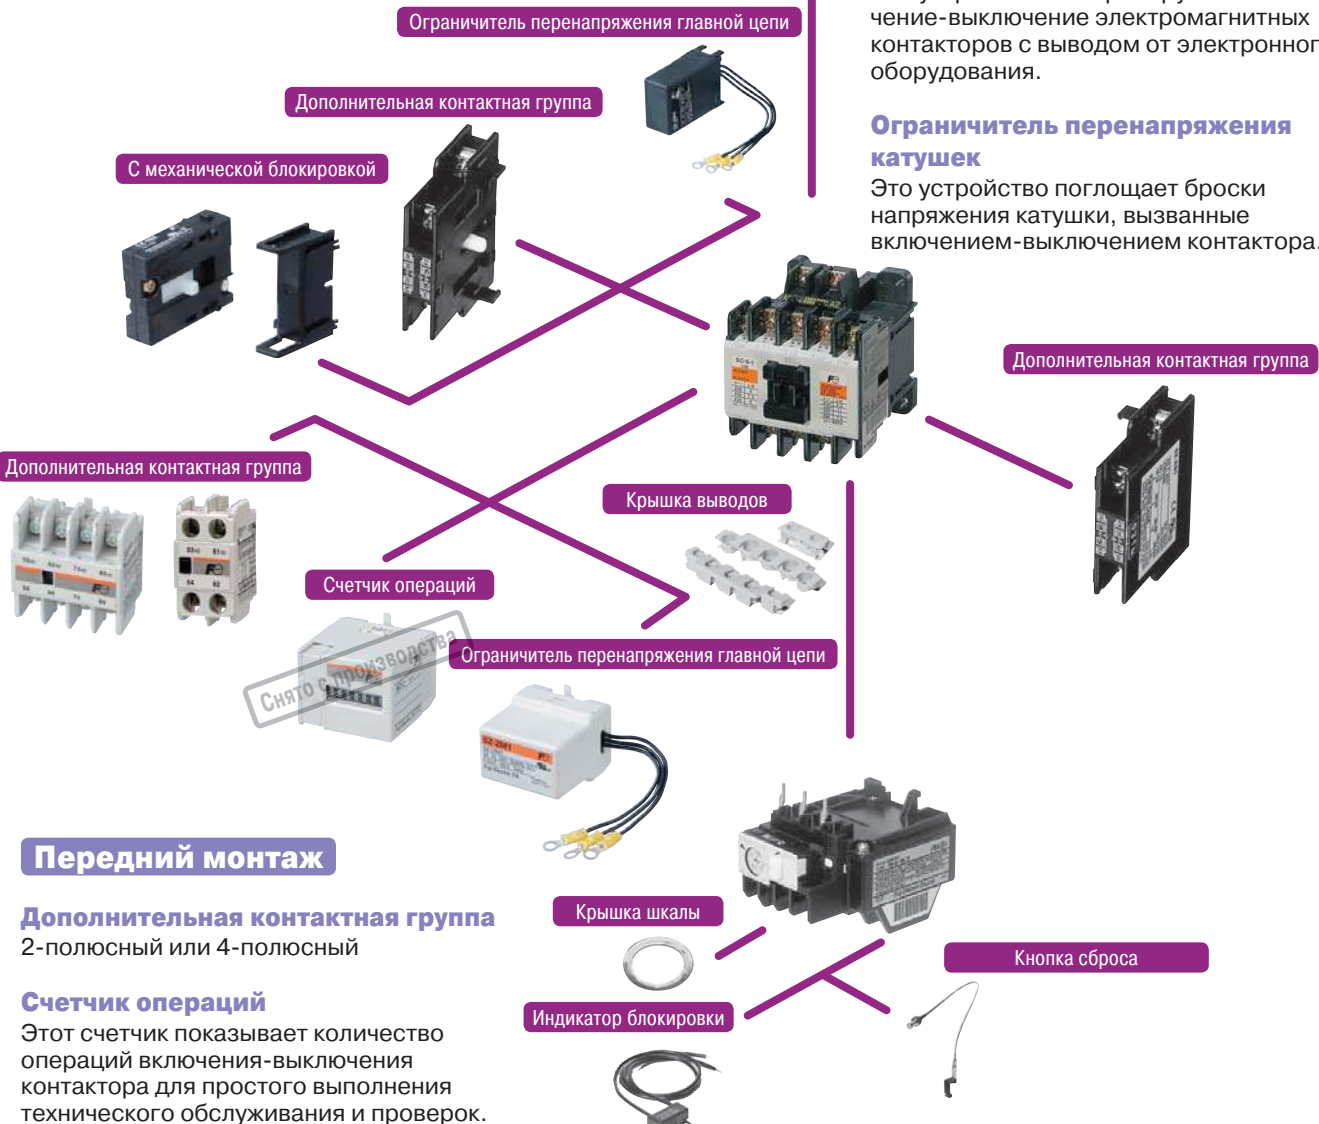 Ограничитель перенапряжения главной цепи
чение-выключение электромагнитных
контакторов с выводом от электронног
оборудования.
Дополнительная контактная группа
Ограничитель перенапряжения
катушек
С механической блокировкой
Это устройство поглощает броски
напряжения катушки, вызванные
включением-выключением контактора.
Дополнительная контактная группа
Дополнительная контактная группа
Крышка выводов
Счетчик операций
Снято с производства
Ограничитель перенапряжения главной цепи
Передний монтаж
Дополнительная контактная группа
2-полюсный или 4-полюсный
Крышка шкалы
Кнопка сброса
Счетчик операций
Индикатор блокировки
Этот счетчик показывает количество
операций включения-выключения
контактора для простого выполнения
технического обслуживания и проверок.